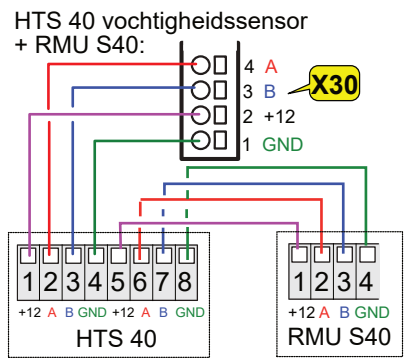 HTS 40 vochtigheidssensor
+ RMU S40:
4 A
3 B
X30
2 +12
1 GND
1 2 3 4 5 6 7 8
+12 A B GND +12 A B GND
HTS 40
1 2 3 4
+12 A B GND
RMU S40